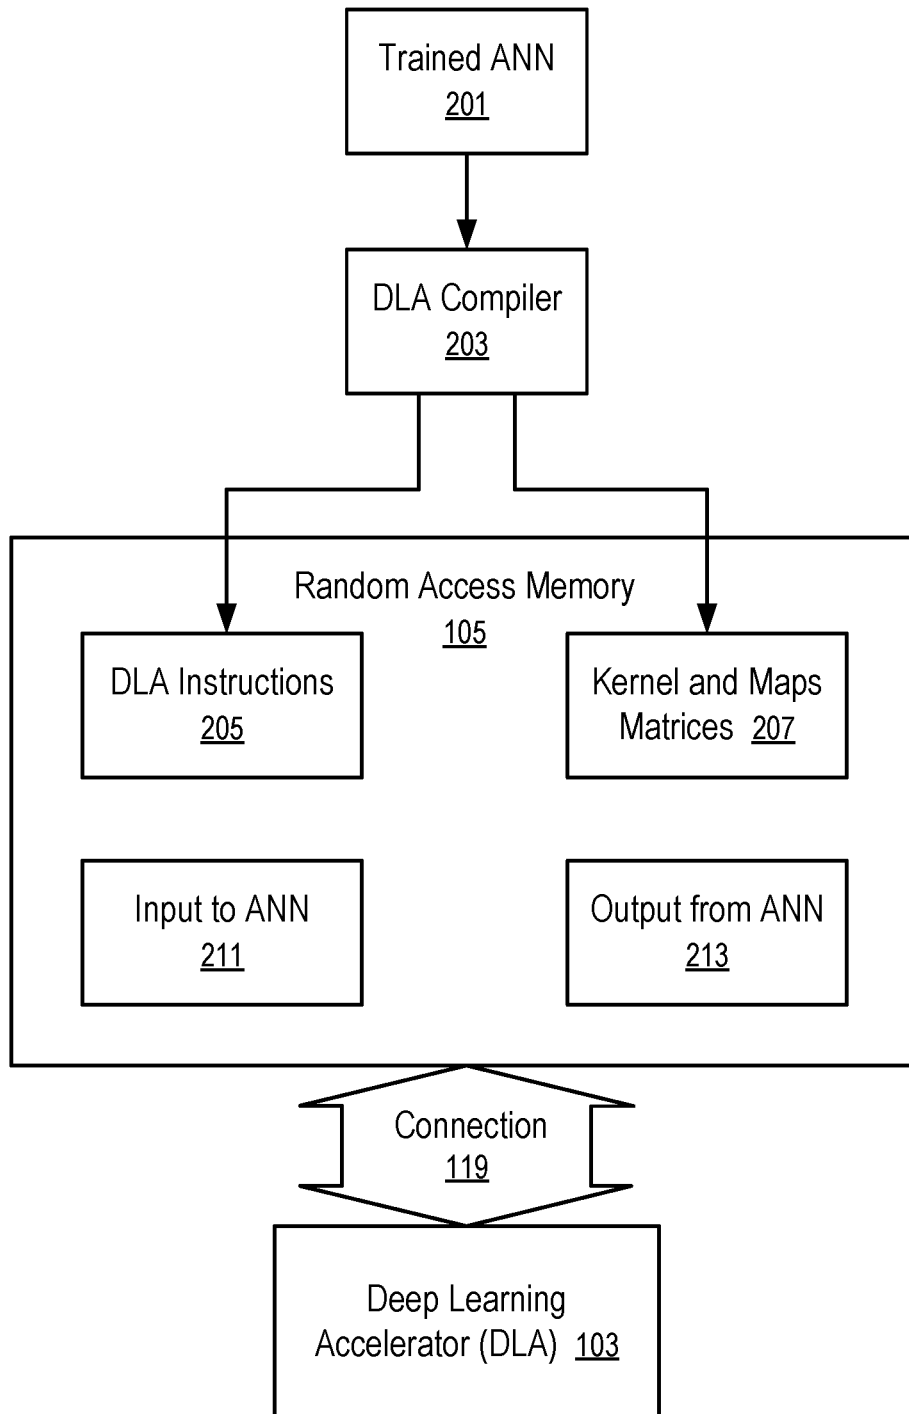 Trained ANN
201
DLA Compiler
203
Random Access Memory
105
DLA Instructions
205
Kernel and Maps
Matrices 207
Input to ANN
211
Output from ANN
213
Connection
119
Deep Learning
Accelerator (DLA) 103